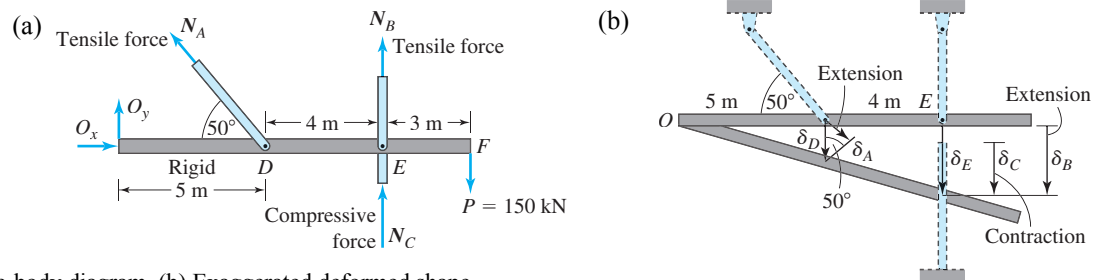 (a)
Tensile force
N_A
N_B
Tensile force
O_y
O_x
50°
4 m
3 m
F
Rigid
D
E
5 m
P = 150 kN
Compressive
force
N_C
(b)
Extension
5 m
50°
4 m
E
Extension
O
δ_D
δ_A
δ_E
δ_C
δ_B
50°
Contraction